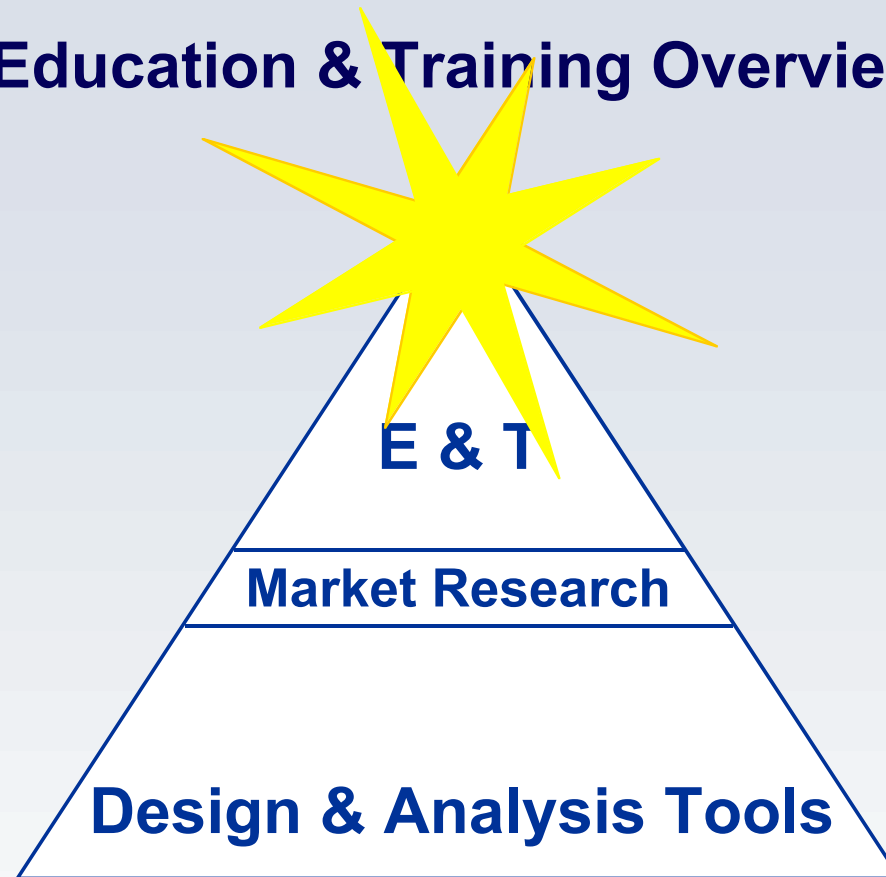 Education & Training Overvie
E & T
Market Research
Design & Analysis Tools